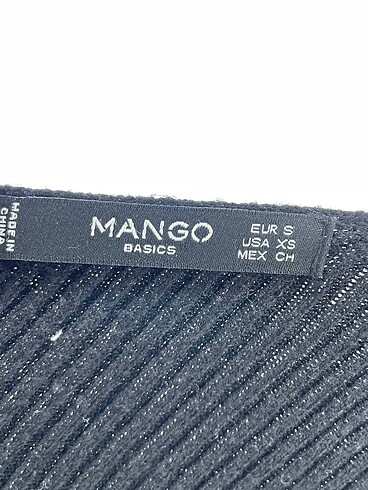 MADE IN
CHINA
MANGO
BASICS
EUR S
USA XS
MEX CH